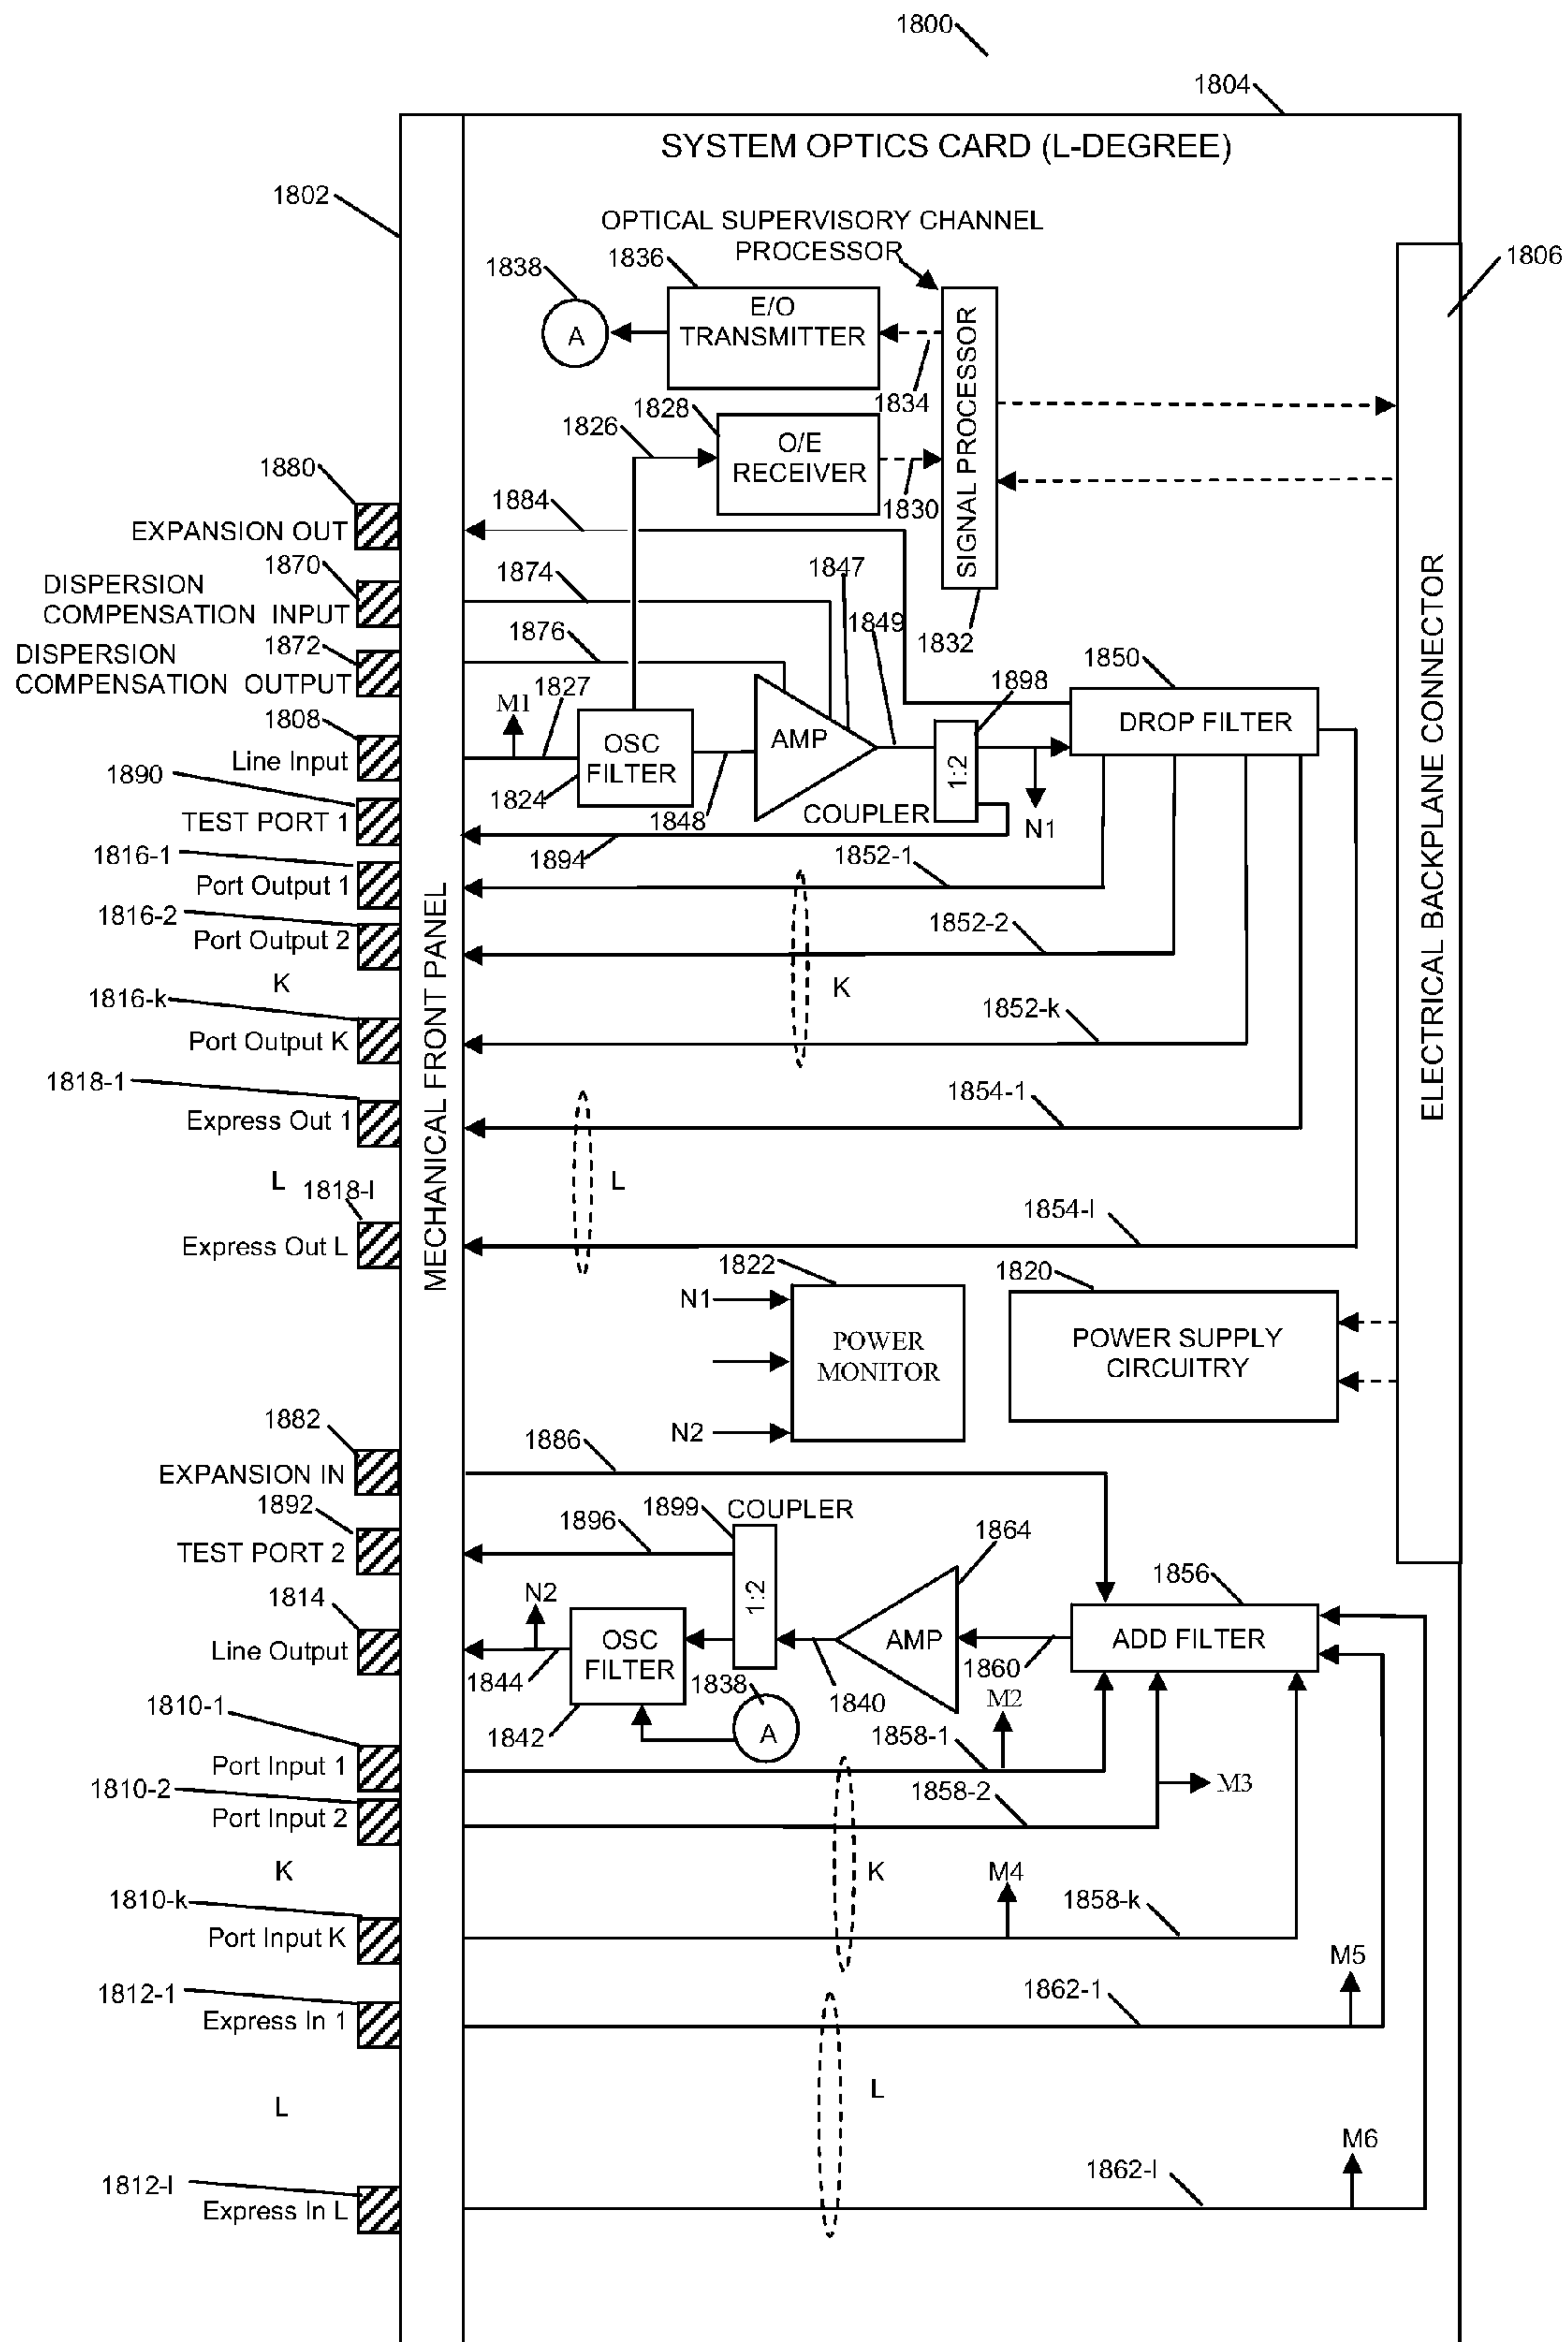 1800
1804
SYSTEM OPTICS CARD (L-DEGREE)
1802
OPTICAL SUPERVISORY CHANNEL
PROCESSOR
1838
1836
1806
E/O
TRANSMITTER
A
SIGNAL PROCESSOR
1834
1828
1826
O/E
RECEIVER
1880
1884
1830
EXPANSION OUT
1870
DISPERSION
COMPENSATION INPUT
1874
1847
ELECTRICAL BACKPLANE CONNECTOR
1872
DISPERSION
COMPENSATION OUTPUT
1876
1849
1832
1850
1898
M1
1827
1808
Line Input
OSC
FILTER
AMP
1:2
DROP FILTER
1890
1824
1848
COUPLER
N1
TEST PORT 1
1894
1816-1
1852-1
Port Output 1
MECHANICAL FRONT PANEL
1816-2
1852-2
Port Output 2
K
K
1816-k
1852-k
Port Output K
1818-1
1854-1
Express Out 1
L
1818-l
L
1854-l
Express Out L
1822
1820
N1
POWER
MONITOR
POWER SUPPLY
CIRCUITRY
N2
1882
1886
EXPANSION IN
1892
1896
1899
COUPLER
1864
TEST PORT 2
1856
1814
N2
1:2
Line Output
OSC
FILTER
AMP
ADD FILTER
1844
1838
1840
1860
M2
1810-1
1842
A
1858-1
Port Input 1
1810-2
1858-2
M3
Port Input 2
K
K
M4
1810-k
1858-k
Port Input K
M5
1812-1
1862-1
Express In 1
L
L
M6
1812-l
1862-l
Express In L